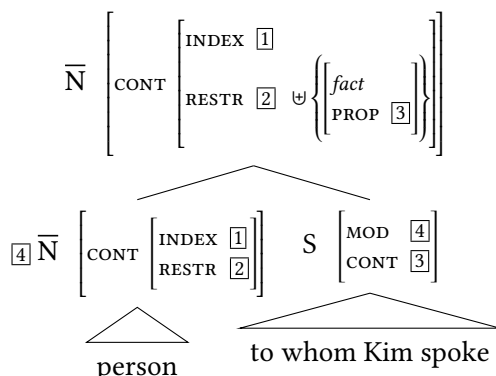 N̅ [CONT [INDEX 1
RESTR 2 ⊎ {[fact
PROP 3]}]]
4 N̅ [CONT [INDEX 1
RESTR 2]] S [MOD 4
CONT 3]
person to whom Kim spoke